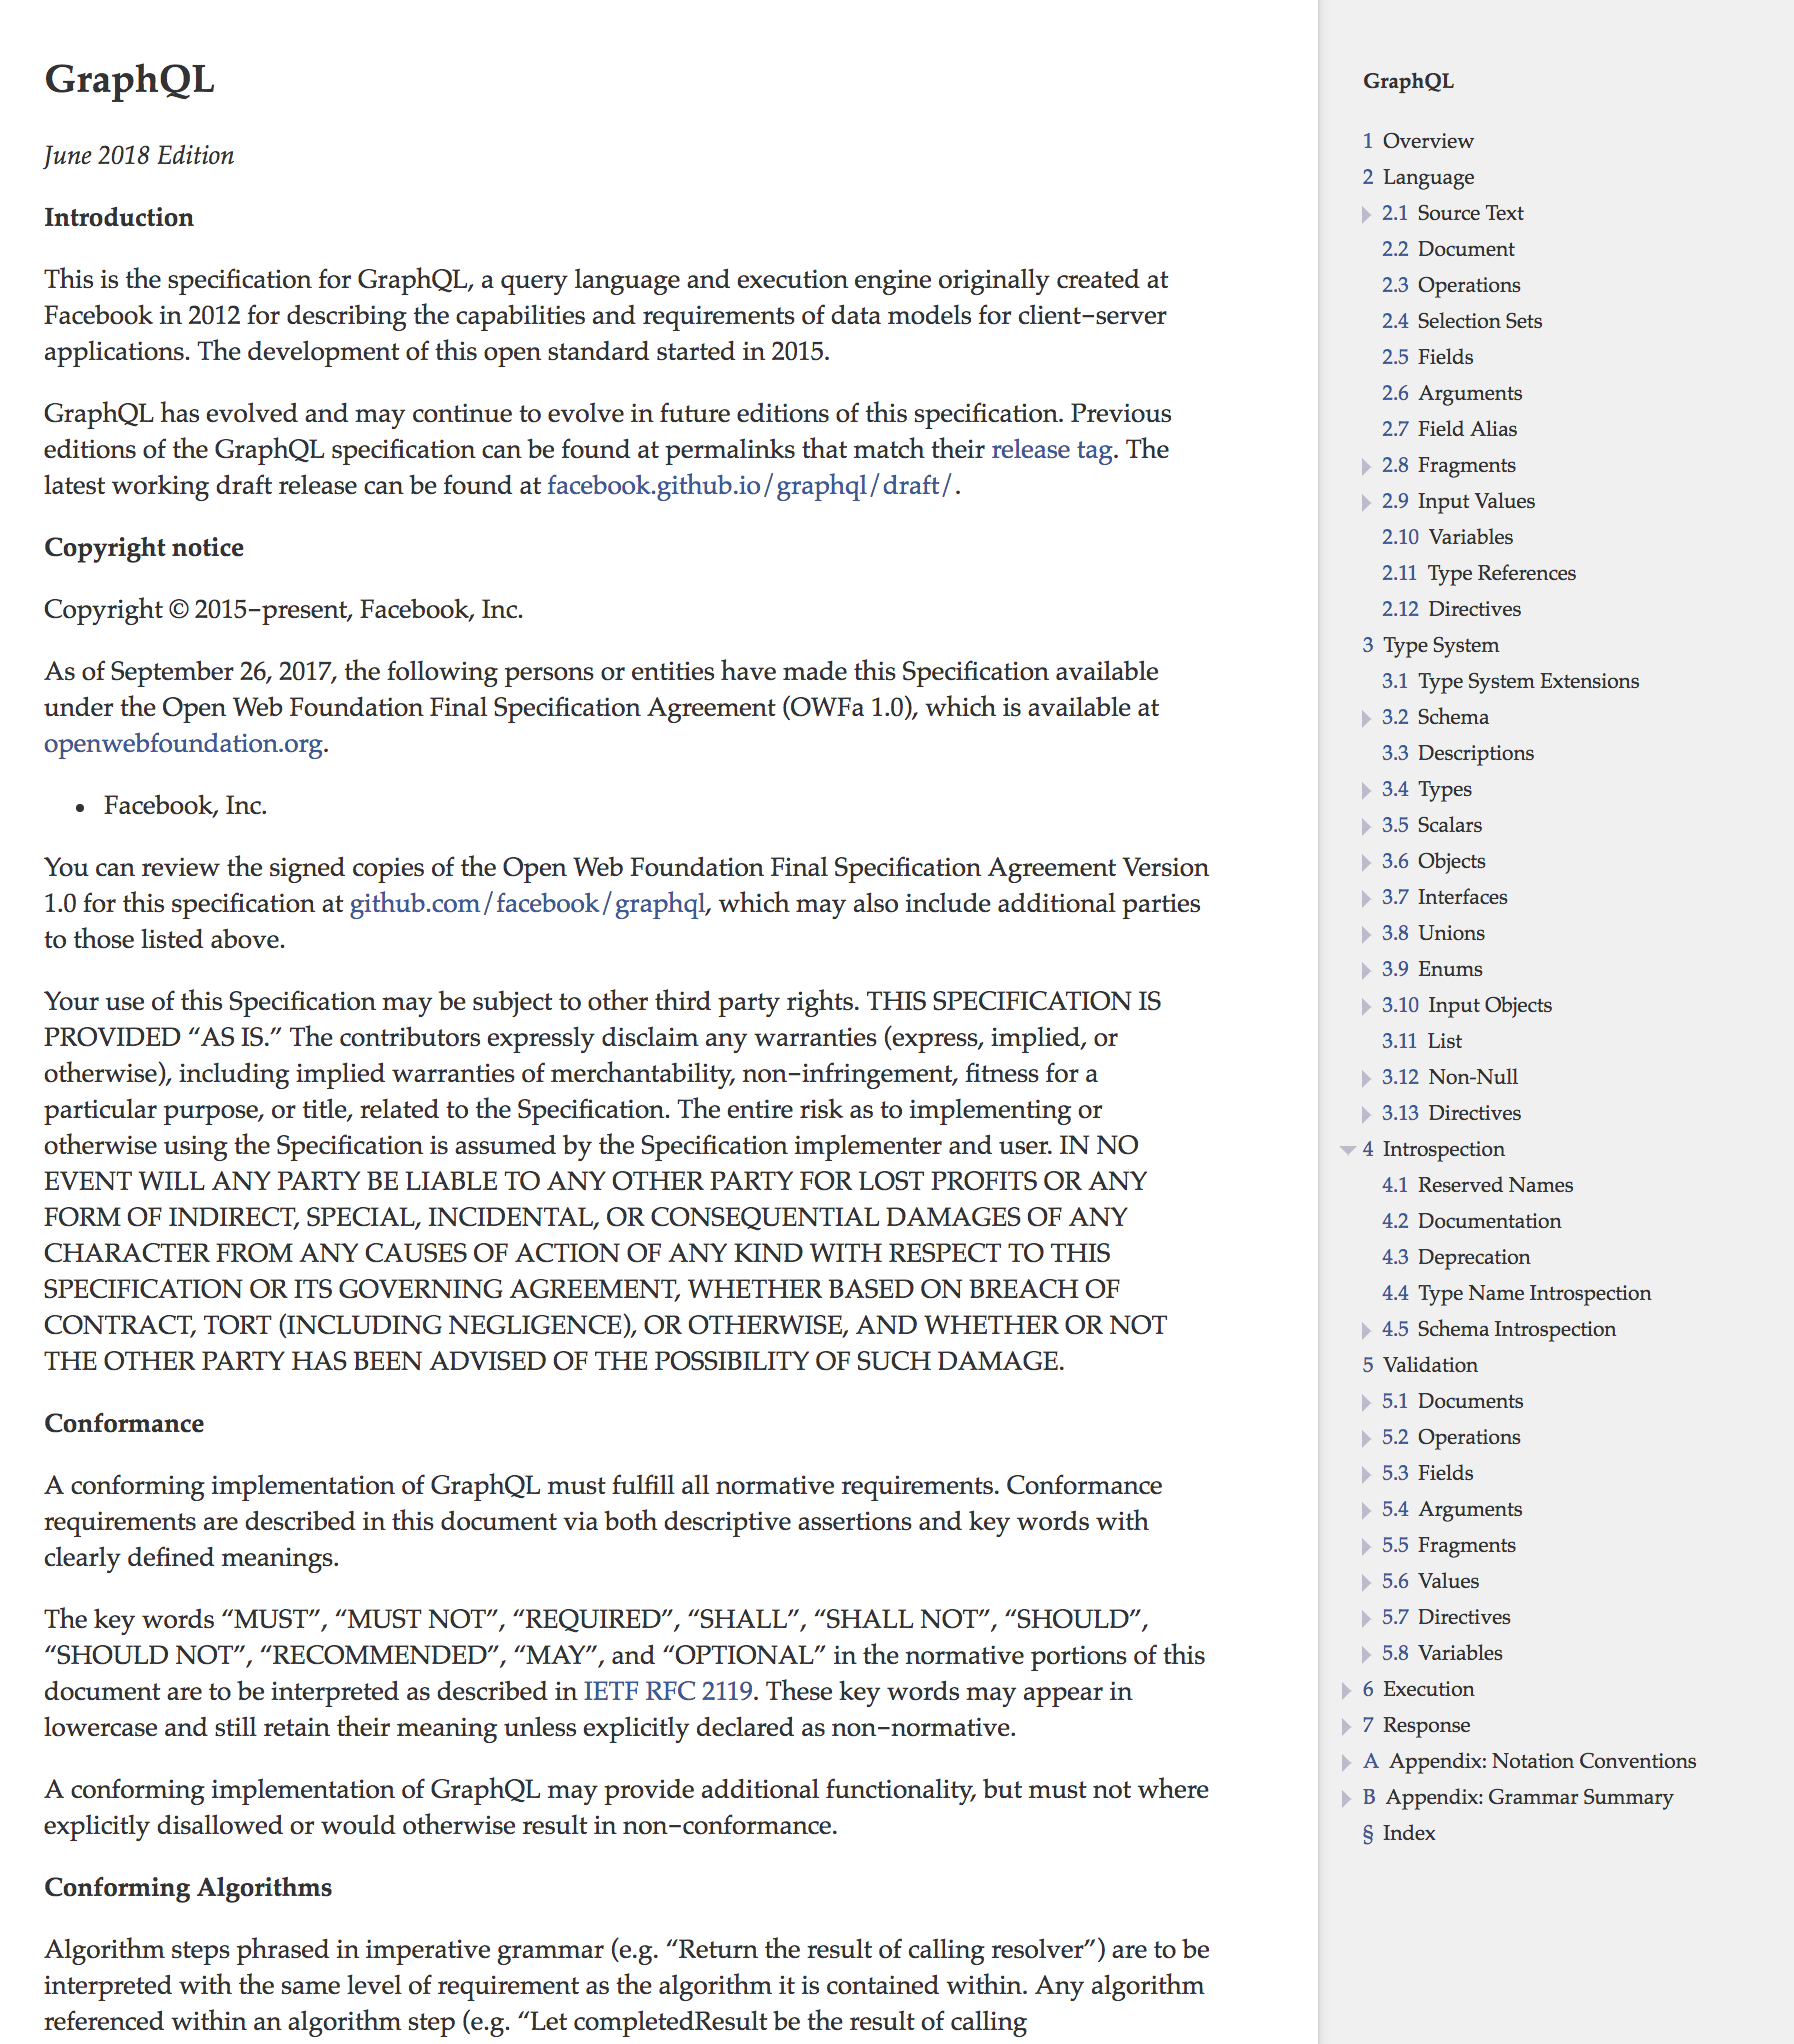 GraphQL
June 2018 Edition
Introduction
This is the specification for GraphQL, a query language and execution engine originally created at
Facebook in 2012 for describing the capabilities and requirements of data models for client–server
applications. The development of this open standard started in 2015.
GraphQL has evolved and may continue to evolve in future editions of this specification. Previous
editions of the GraphQL specification can be found at permalinks that match their release tag. The
latest working draft release can be found at facebook.github.io/graphql/draft/.
Copyright notice
Copyright © 2015–present, Facebook, Inc.
As of September 26, 2017, the following persons or entities have made this Specification available
under the Open Web Foundation Final Specification Agreement (OWFa 1.0), which is available at
openwebfoundation.org.
• Facebook, Inc.
You can review the signed copies of the Open Web Foundation Final Specification Agreement Version
1.0 for this specification at github.com/facebook/graphql, which may also include additional parties
to those listed above.
Your use of this Specification may be subject to other third party rights. THIS SPECIFICATION IS
PROVIDED “AS IS.” The contributors expressly disclaim any warranties (express, implied, or
otherwise), including implied warranties of merchantability, non–infringement, fitness for a
particular purpose, or title, related to the Specification. The entire risk as to implementing or
otherwise using the Specification is assumed by the Specification implementer and user. IN NO
EVENT WILL ANY PARTY BE LIABLE TO ANY OTHER PARTY FOR LOST PROFITS OR ANY
FORM OF INDIRECT, SPECIAL, INCIDENTAL, OR CONSEQUENTIAL DAMAGES OF ANY
CHARACTER FROM ANY CAUSES OF ACTION OF ANY KIND WITH RESPECT TO THIS
SPECIFICATION OR ITS GOVERNING AGREEMENT, WHETHER BASED ON BREACH OF
CONTRACT, TORT (INCLUDING NEGLIGENCE), OR OTHERWISE, AND WHETHER OR NOT
THE OTHER PARTY HAS BEEN ADVISED OF THE POSSIBILITY OF SUCH DAMAGE.
Conformance
A conforming implementation of GraphQL must fulfill all normative requirements. Conformance
requirements are described in this document via both descriptive assertions and key words with
clearly defined meanings.
The key words “MUST”, “MUST NOT”, “REQUIRED”, “SHALL”, “SHALL NOT”, “SHOULD”,
“SHOULD NOT”, “RECOMMENDED”, “MAY”, and “OPTIONAL” in the normative portions of this
document are to be interpreted as described in IETF RFC 2119. These key words may appear in
lowercase and still retain their meaning unless explicitly declared as non–normative.
A conforming implementation of GraphQL may provide additional functionality, but must not where
explicitly disallowed or would otherwise result in non–conformance.
Conforming Algorithms
Algorithm steps phrased in imperative grammar (e.g. “Return the result of calling resolver”) are to be
interpreted with the same level of requirement as the algorithm it is contained within. Any algorithm
referenced within an algorithm step (e.g. “Let completedResult be the result of calling
GraphQL
1 Overview
2 Language
2.1 Source Text
2.2 Document
2.3 Operations
2.4 Selection Sets
2.5 Fields
2.6 Arguments
2.7 Field Alias
2.8 Fragments
2.9 Input Values
2.10 Variables
2.11 Type References
2.12 Directives
3 Type System
3.1 Type System Extensions
3.2 Schema
3.3 Descriptions
3.4 Types
3.5 Scalars
3.6 Objects
3.7 Interfaces
3.8 Unions
3.9 Enums
3.10 Input Objects
3.11 List
3.12 Non-Null
3.13 Directives
4 Introspection
4.1 Reserved Names
4.2 Documentation
4.3 Deprecation
4.4 Type Name Introspection
4.5 Schema Introspection
5 Validation
5.1 Documents
5.2 Operations
5.3 Fields
5.4 Arguments
5.5 Fragments
5.6 Values
5.7 Directives
5.8 Variables
6 Execution
7 Response
A Appendix: Notation Conventions
B Appendix: Grammar Summary
§ Index